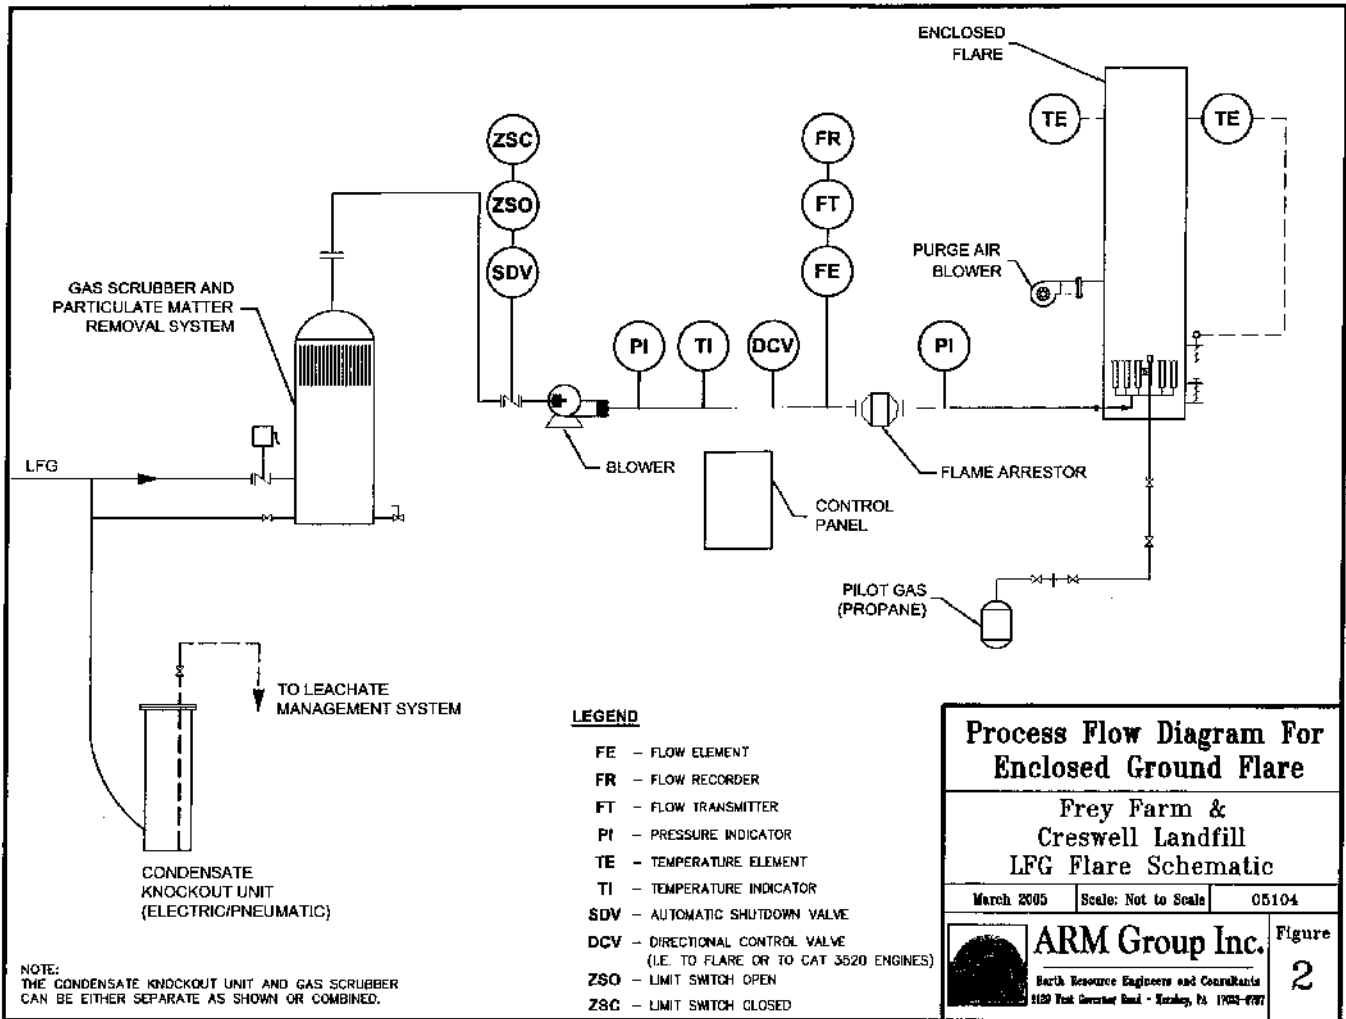 ENCLOSED
FLARE
TE
TE
ZSC
ZSO
SDV
FR
FT
FE
PURGE AIR
BLOWER
GAS SCRUBBER AND
PARTICULATE MATTER
REMOVAL SYSTEM
PI
TI
DCV
PI
LFG
BLOWER
FLAME ARRESTOR
CONTROL
PANEL
PILOT GAS
(PROPANE)
TO LEACHATE
MANAGEMENT SYSTEM
CONDENSATE
KNOCKOUT UNIT
(ELECTRIC/PNEUMATIC)
NOTE:
THE CONDENSATE KNOCKOUT UNIT AND GAS SCRUBBER
CAN BE EITHER SEPARATE AS SHOWN OR COMBINED.
LEGEND
FE – FLOW ELEMENT
FR – FLOW RECORDER
FT – FLOW TRANSMITTER
PI – PRESSURE INDICATOR
TE – TEMPERATURE ELEMENT
TI – TEMPERATURE INDICATOR
SDV – AUTOMATIC SHUTDOWN VALVE
DCV – DIRECTIONAL CONTROL VALVE
(I.E. TO FLARE OR TO CAT 3520 ENGINES)
ZSO – LIMIT SWITCH OPEN
ZSC – LIMIT SWITCH CLOSED
Process Flow Diagram For
Enclosed Ground Flare
Frey Farm &
Creswell Landfill
LFG Flare Schematic
March 2005
Scale: Not to Scale
05104
ARM Group Inc.
Earth Resource Engineers and Consultants
Figure
2